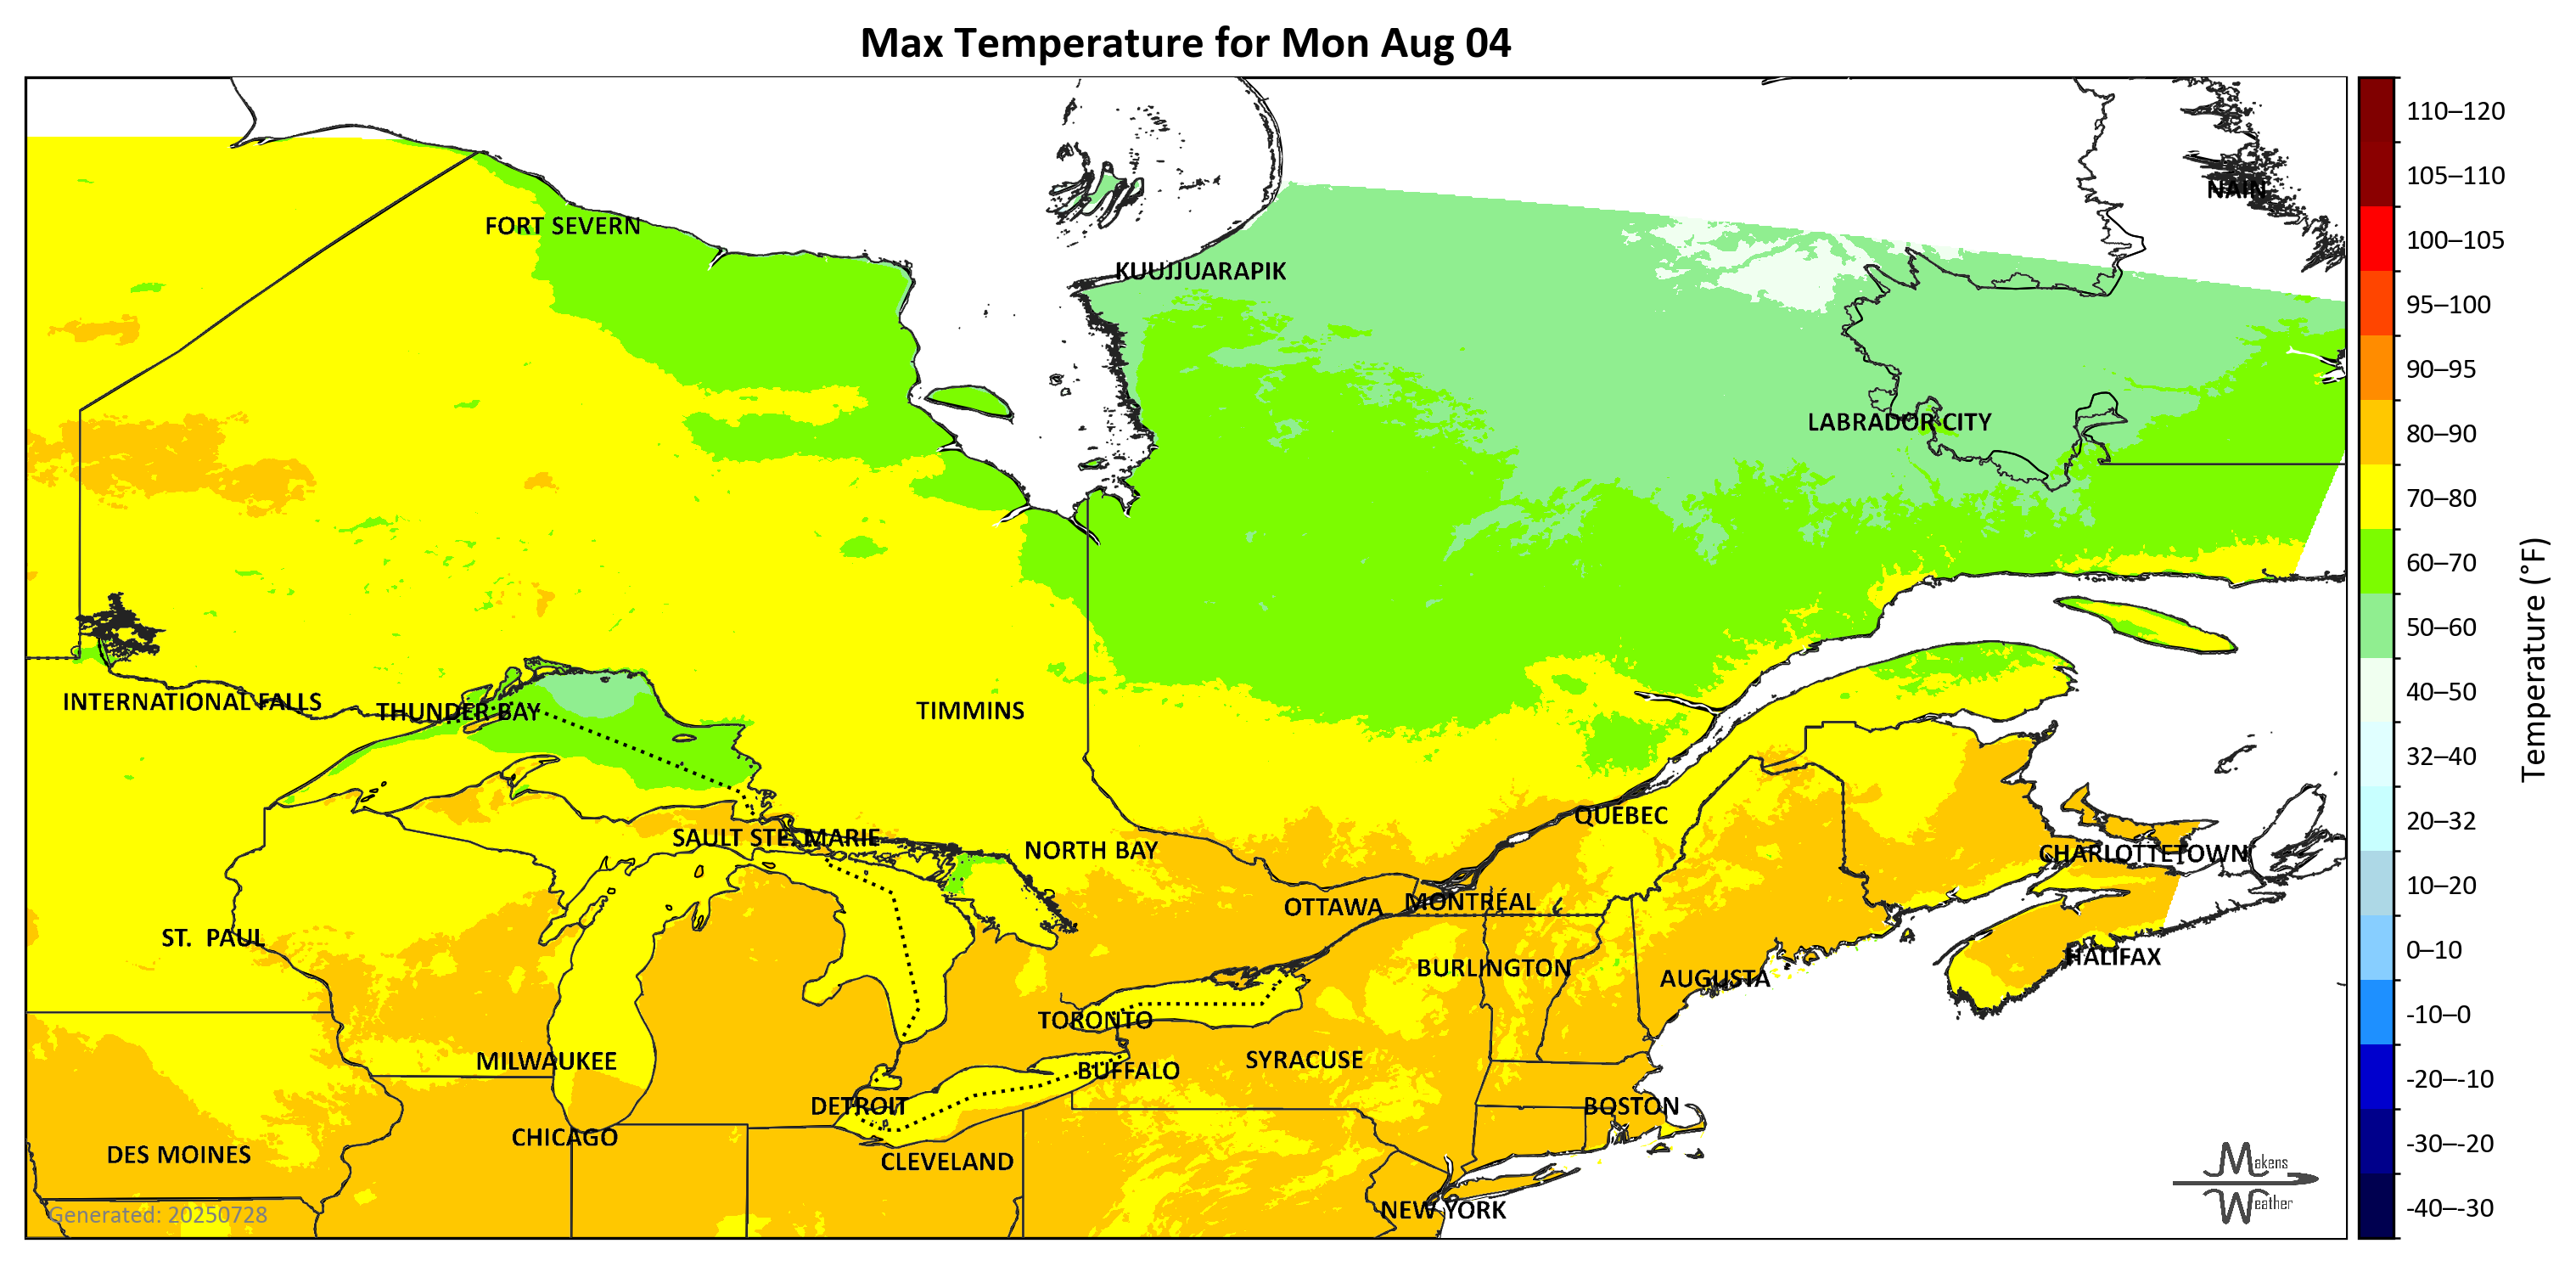 Max Temperature for Mon Aug 04
110–120
105–110
NAIN
FORT SEVERN
100–105
KUUJJUARAPIK
95–100
90–95
LABRADOR CITY
80–90
70–80
60–70
50–60
Temperature (°F)
INTERNATIONAL FALLS
THUNDER BAY
TIMMINS
40–50
32–40
QUEBEC
20–32
SAULT STE. MARIE
NORTH BAY
CHARLOTTETOWN
10–20
OTTAWA
MONTRÉAL
ST. PAUL
0–10
HALIFAX
BURLINGTON
AUGUSTA
-10–0
TORONTO
MILWAUKEE
SYRACUSE
BUFFALO
-20–-10
DETROIT
BOSTON
CHICAGO
-30–-20
DES MOINES
CLEVELAND
Makens
Weather
-40–-30
NEW YORK
Generated: 20250728